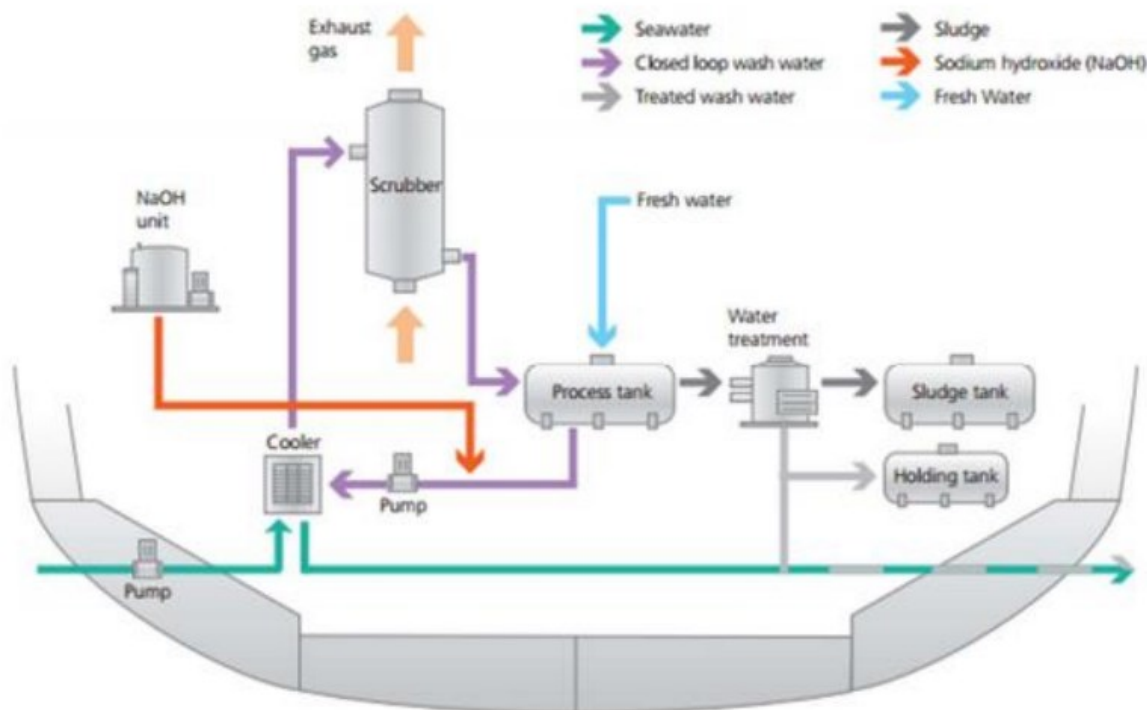 Exhaust
gas
Seawater
Closed loop wash water
Treated wash water
Sludge
Sodium hydroxide (NaOH)
Fresh Water
Scrubber
NaOH
unit
Fresh water
Water
treatment
Process tank
Sludge tank
Cooler
Holding tank
Pump
Pump